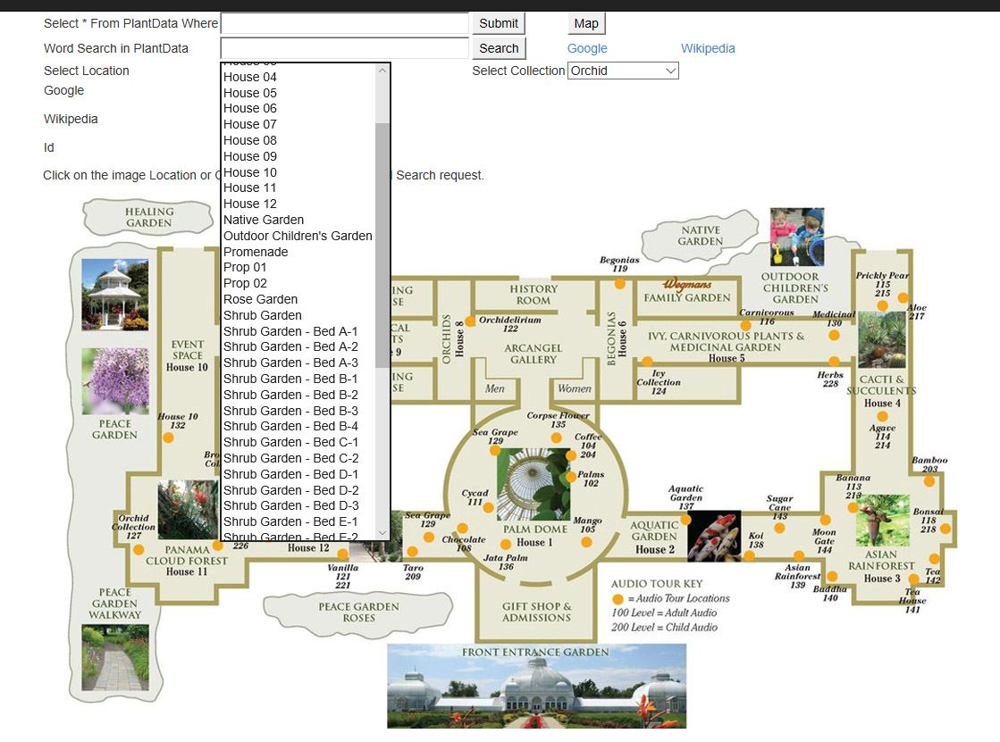 Select * From PlantData Where
Submit
Map
Word Search in PlantData
Search
Google
Wikipedia
Select Location
Select Collection
Orchid
Google
Wikipedia
Id
Click on the image Location or
Search request.
House 04
House 05
House 06
House 07
House 08
House 09
House 10
House 11
House 12
Native Garden
Outdoor Children's Garden
Promenade
Prop 01
Prop 02
Rose Garden
Shrub Garden
Shrub Garden - Bed A-1
Shrub Garden - Bed A-2
Shrub Garden - Bed A-3
Shrub Garden - Bed B-1
Shrub Garden - Bed B-2
Shrub Garden - Bed B-3
Shrub Garden - Bed B-4
Shrub Garden - Bed C-1
Shrub Garden - Bed C-2
Shrub Garden - Bed D-1
Shrub Garden - Bed D-2
Shrub Garden - Bed D-3
Shrub Garden - Bed E-1
Shrub Garden - Bed E-2
HEALING
GARDEN
PEACE
GARDEN
EVENT
SPACE
House 10
House 10
132
Orchid
Collection
127
PANAMA
CLOUD FOREST
House 11
226
PEACE
GARDEN
WALKWAY
House 12
Vanilla
121
221
Taro
209
Sea Grape
129
PEACE GARDEN
ROSES
ORCHIDS
House 8
Orchidelirium
122
HISTORY
ROOM
ARCANGEL
GALLERY
Men
Women
BEGONIAS
House 6
Begonias
119
Wegmans
FAMILY GARDEN
NATIVE
GARDEN
OUTDOOR
CHILDREN'S
GARDEN
Carnivorous
116
Medicinal
130
IVY, CARNIVOROUS PLANTS &
MEDICINAL GARDEN
House 5
Ivy
Collection
124
Herbs
228
Prickly Pear
115
215
Aloe
217
CACTI &
SUCCULENTS
House 4
Agave
114
214
Corpse Flower
135
Sea Grape
129
Coffee
104
204
Palms
102
Cycad
111
PALM DOME
House 1
Mango
105
Chocolate
108
Jata Palm
136
Aquatic
Garden
137
AQUATIC
GARDEN
House 2
Sugar
Cane
143
Koi
138
Banana
113
213
Bamboo
203
Bonsai
118
218
Moon
Gate
144
Asian
Rainforest
139
Buddha
140
ASIAN
RAINFOREST
House 3
Tea
142
Tea
House
141
GIFT SHOP &
ADMISSIONS
AUDIO TOUR KEY
= Audio Tour Locations
100 Level = Adult Audio
200 Level = Child Audio
FRONT ENTRANCE GARDEN